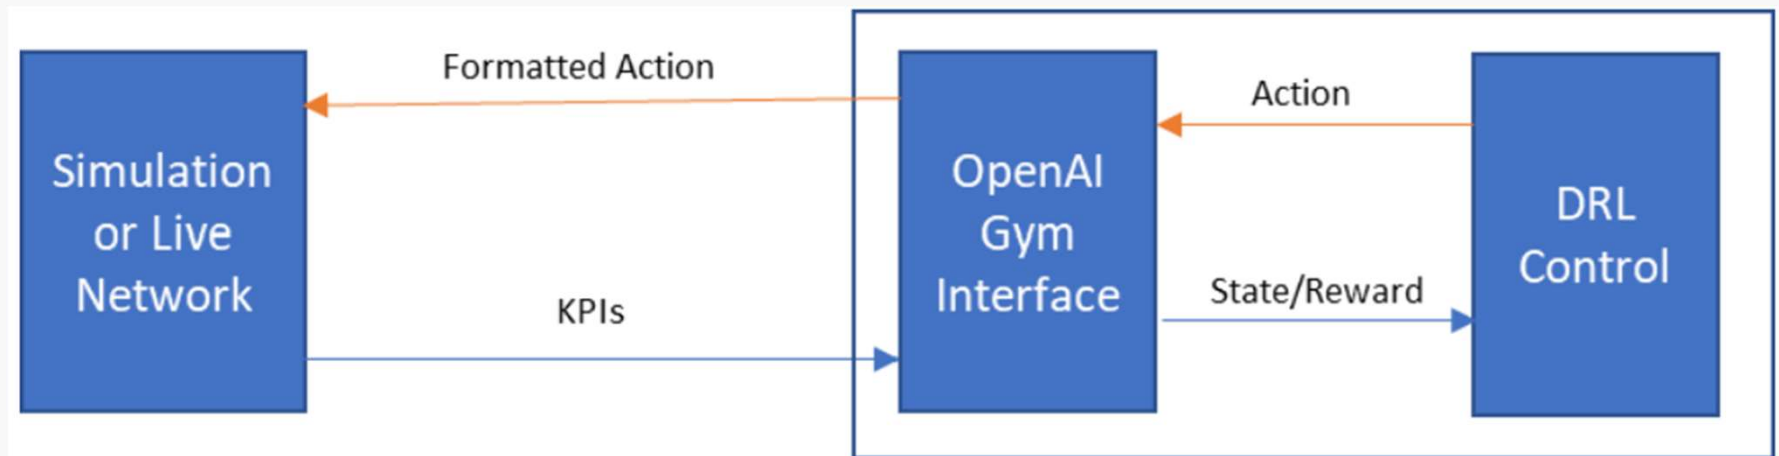 Formatted Action
Action
Simulation
or Live
Network
OpenAI
Gym
Interface
DRL
Control
KPIs
State/Reward